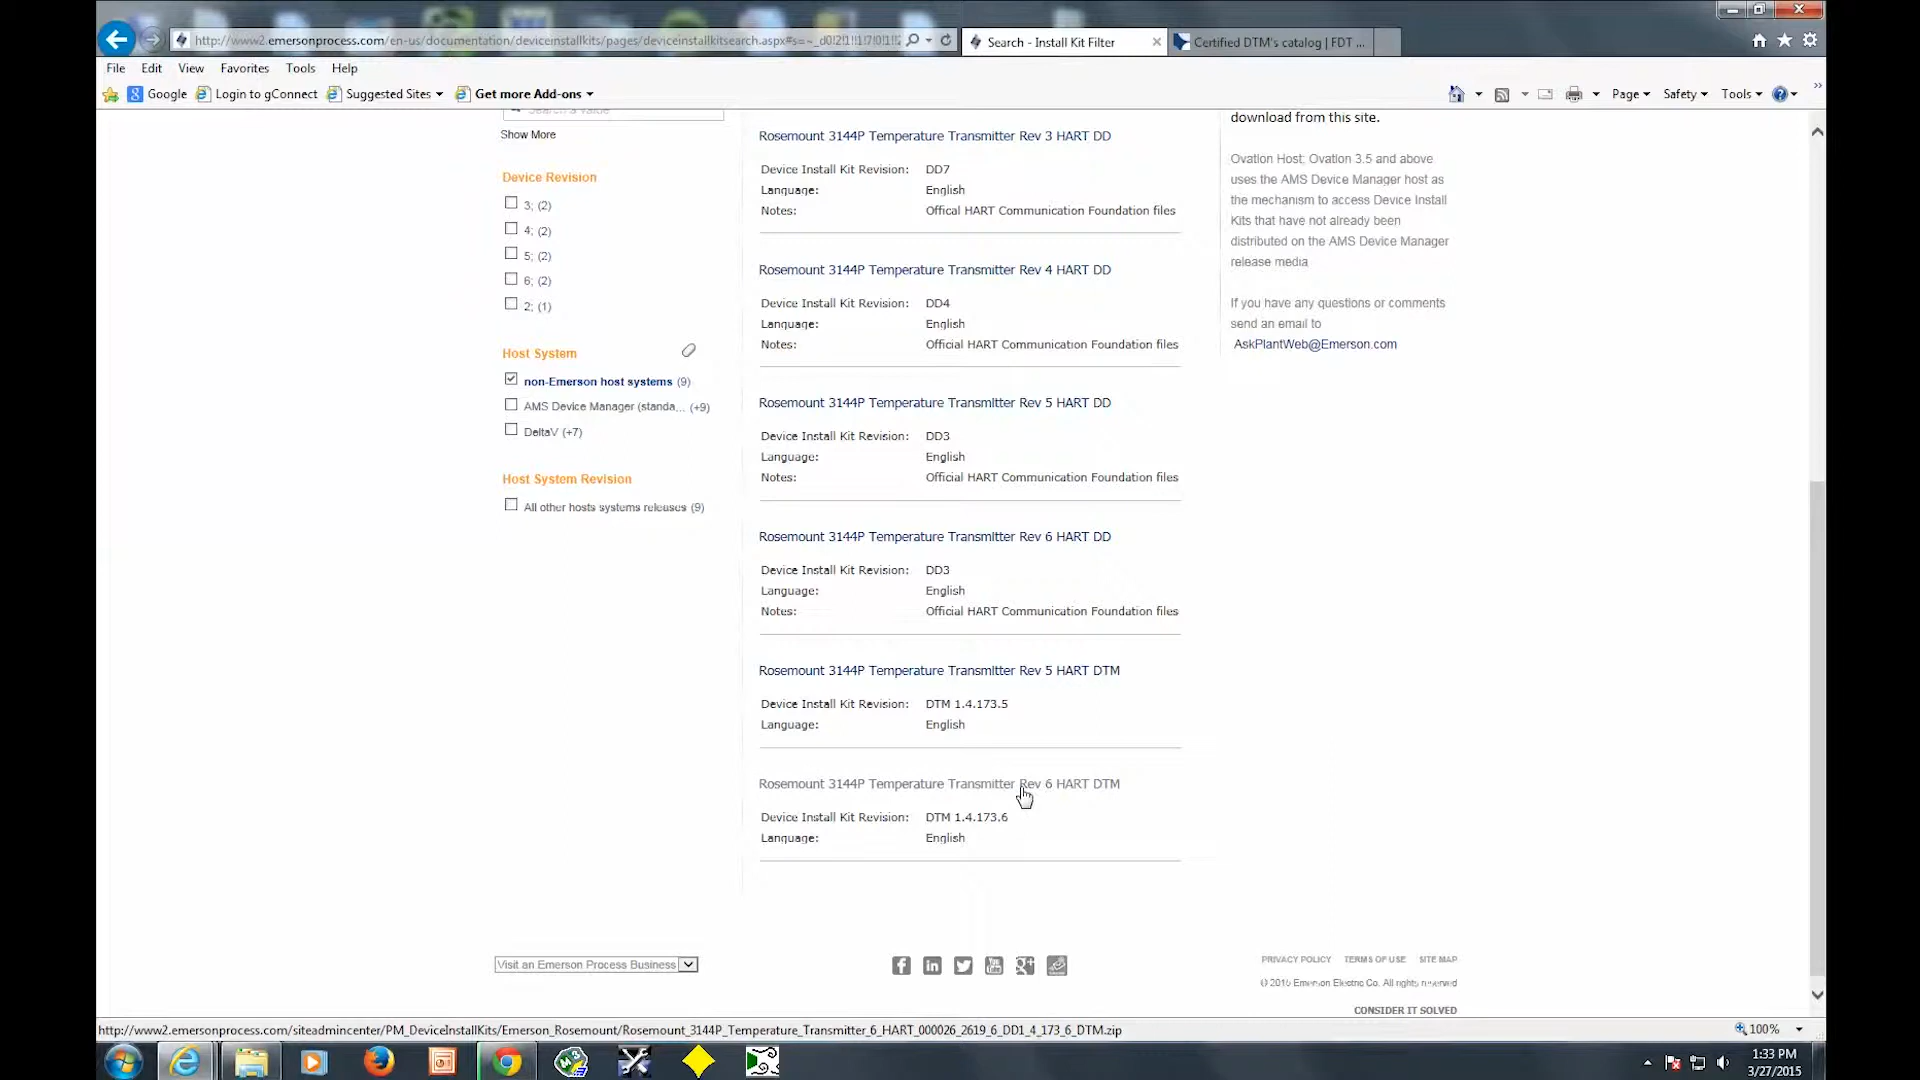 http://www2.emersonprocess.com/en-us/documentation/deviceinstallkits/pages/deviceinstallkitsearch.aspx#s=~_d0!2!1!!1!7!0!1!!
Search - Install Kit Filter
Certified DTM's catalog | FDT ...
File Edit View Favorites Tools Help
Google Login to gConnect Suggested Sites Get more Add-ons
Page Safety Tools
Show More
Device Revision
3; (2)
4; (2)
5; (2)
6; (2)
2; (1)
Host System
non-Emerson host systems (9)
AMS Device Manager (standa... (+9)
DeltaV (+7)
Host System Revision
All other hosts systems releases (9)
Rosemount 3144P Temperature Transmitter Rev 3 HART DD
Device Install Kit Revision: DD7
Language: English
Notes: Offical HART Communication Foundation files
Rosemount 3144P Temperature Transmitter Rev 4 HART DD
Device Install Kit Revision: DD4
Language: English
Notes: Official HART Communication Foundation files
Rosemount 3144P Temperature Transmitter Rev 5 HART DD
Device Install Kit Revision: DD3
Language: English
Notes: Official HART Communication Foundation files
Rosemount 3144P Temperature Transmitter Rev 6 HART DD
Device Install Kit Revision: DD3
Language: English
Notes: Official HART Communication Foundation files
Rosemount 3144P Temperature Transmitter Rev 5 HART DTM
Device Install Kit Revision: DTM 1.4.173.5
Language: English
Rosemount 3144P Temperature Transmitter Rev 6 HART DTM
Device Install Kit Revision: DTM 1.4.173.6
Language: English
download from this site.
Ovation Host: Ovation 3.5 and above
uses the AMS Device Manager host as
the mechanism to access Device Install
Kits that have not already been
distributed on the AMS Device Manager
release media
If you have any questions or comments
send an email to
AskPlantWeb@Emerson.com
Visit an Emerson Process Business
PRIVACY POLICY TERMS OF USE SITE MAP
Emerson Electric Co. All rights reserved
CONSIDER IT SOLVED
http://www2.emersonprocess.com/siteadmincenter/PM_DeviceInstallKits/Emerson_Rosemount/Rosemount_3144P_Temperature_Transmitter_6_HART_000026_2619_6_DD1_4_173_6_DTM.zip
100%
1:33 PM
3/27/2015